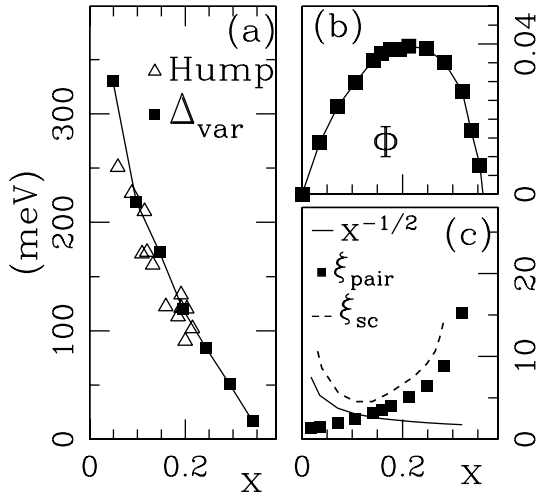 (a)
Hump
Δvar
(meV)
300
200
100
0
0
0.2
X
(b)
Φ
0.04
0
(c)
X^{-1/2}
ξpair
ξsc
20
10
0
0
0.2
X